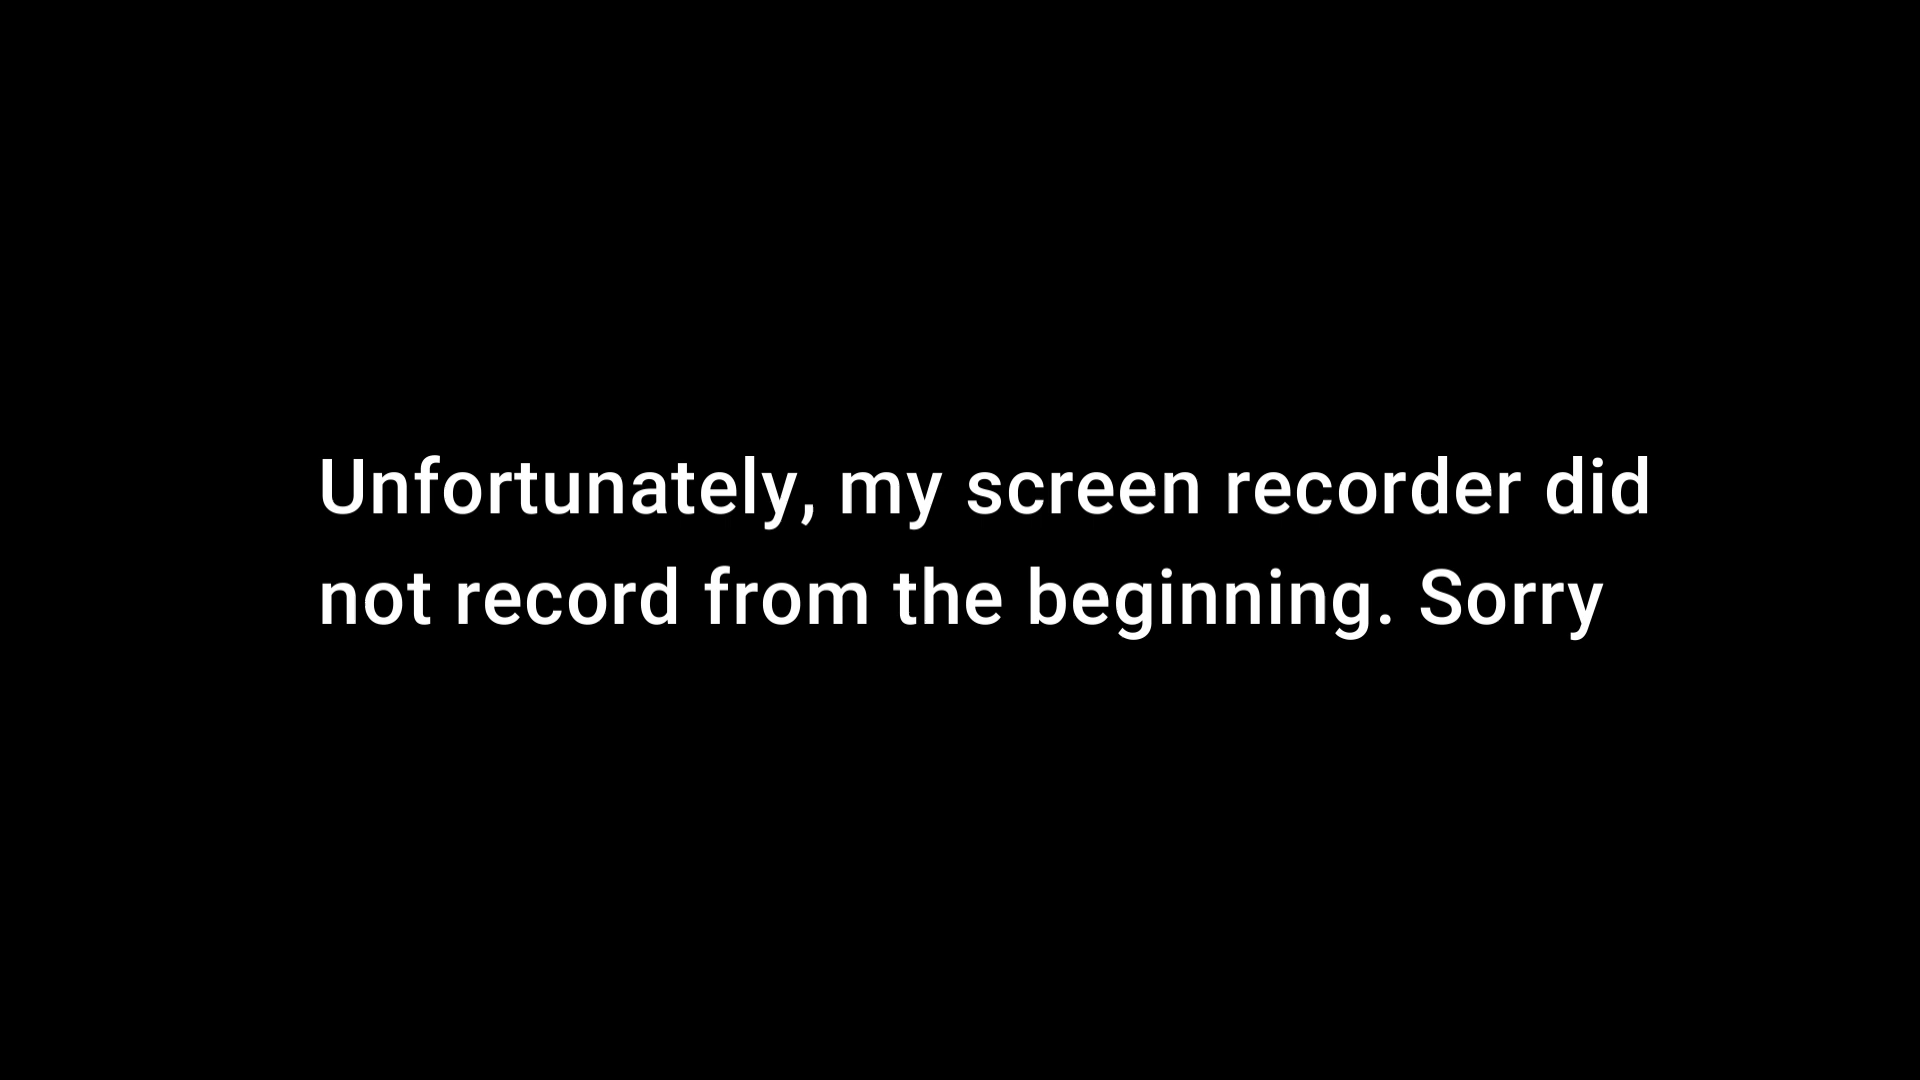 Unfortunately, my screen recorder did
not record from the beginning. Sorry